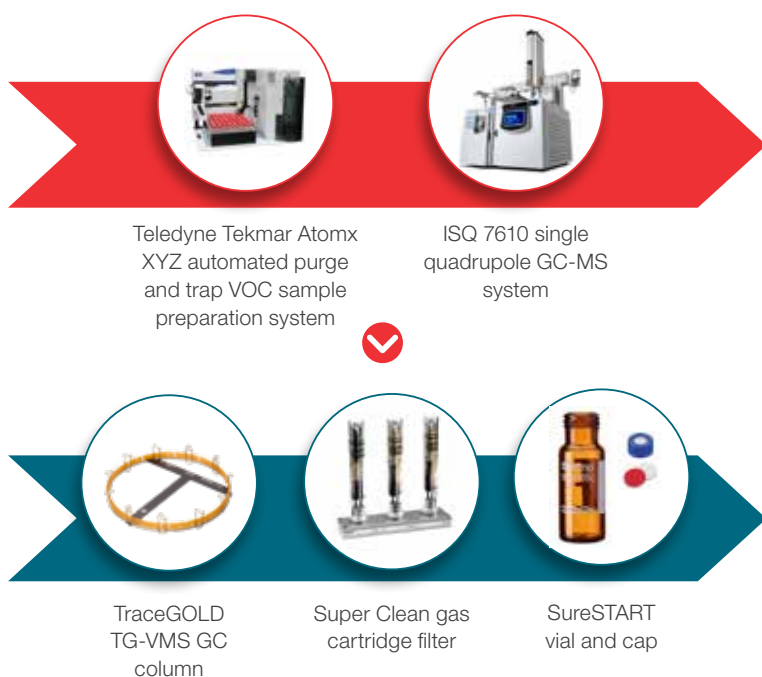 Teledyne Tekmar Atomx
XYZ automated purge
and trap VOC sample
preparation system
ISQ 7610 single
quadrupole GC-MS
system
TraceGOLD
TG-VMS GC
column
Super Clean gas
cartridge filter
SureSTART
vial and cap